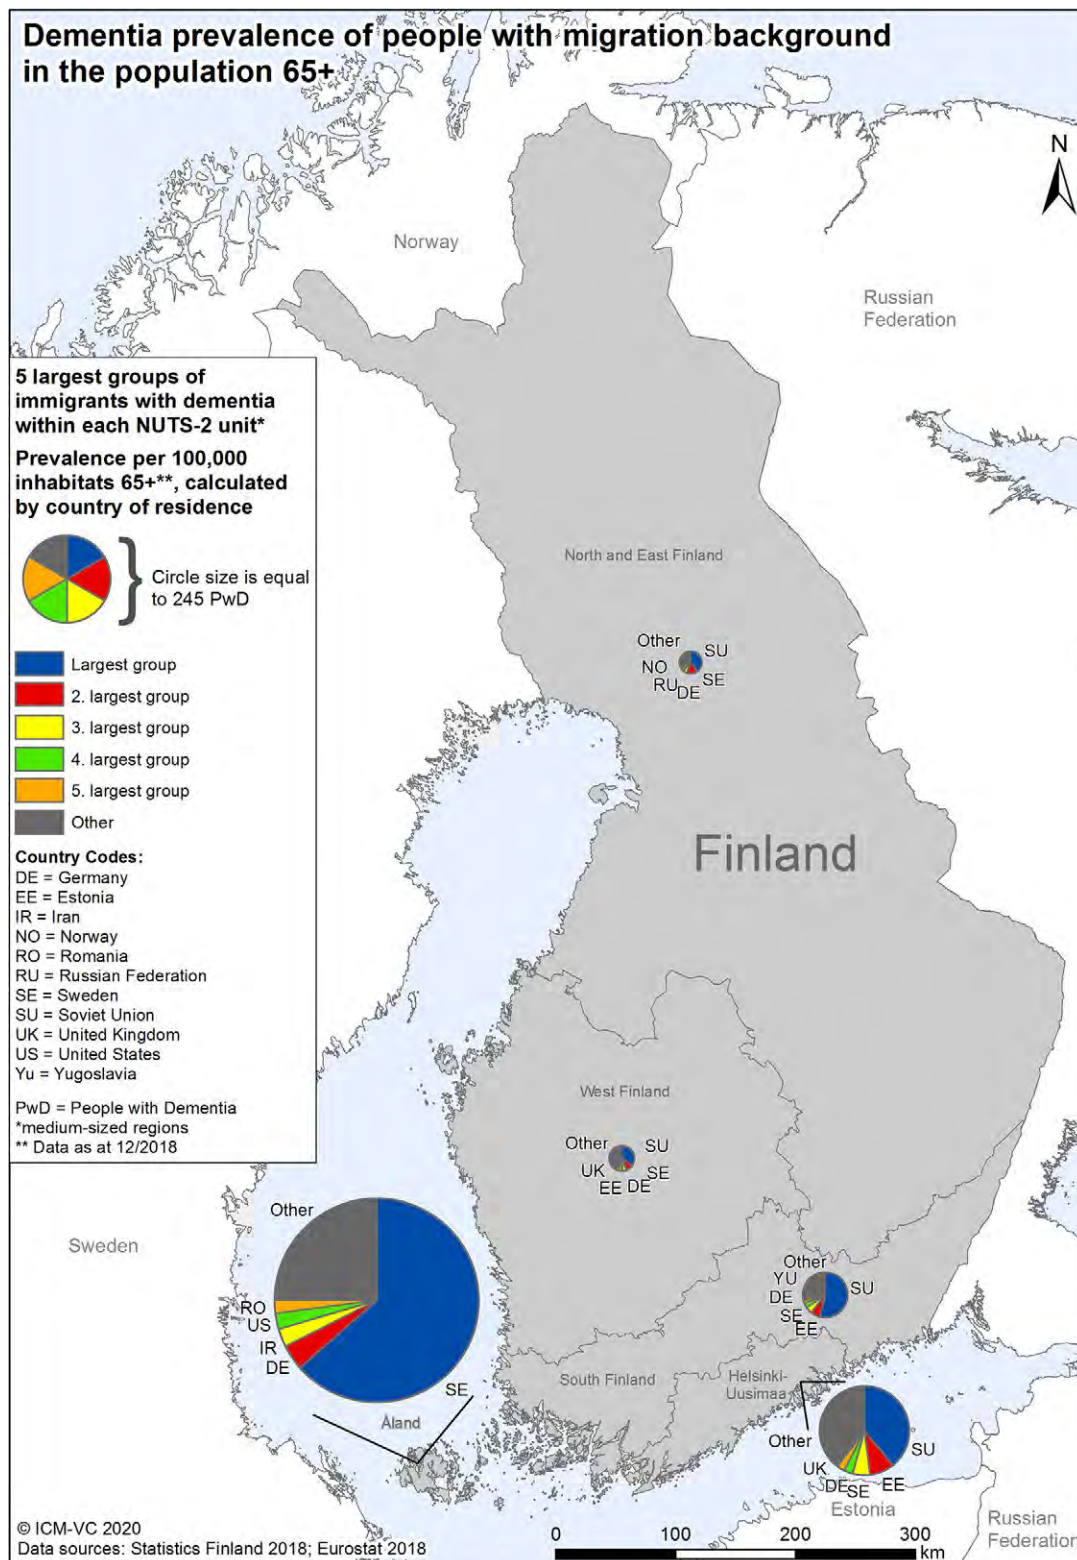 Dementia prevalence of people with migration background
in the population 65+
N
Norway
Russian
Federation
5 largest groups of
immigrants with dementia
within each NUTS-2 unit*
Prevalence per 100,000
inhabitats 65+**, calculated
by country of residence
Circle size is equal
to 245 PwD
Largest group
2. largest group
3. largest group
4. largest group
5. largest group
Other
Country Codes:
DE = Germany
EE = Estonia
IR = Iran
NO = Norway
RO = Romania
RU = Russian Federation
SE = Sweden
SU = Soviet Union
UK = United Kingdom
US = United States
Yu = Yugoslavia
PwD = People with Dementia
*medium-sized regions
** Data as at 12/2018
North and East Finland
Other
SU
NO
SE
RU
DE
Finland
West Finland
Other
SU
UK
SE
EE
DE
Sweden
Other
RO
US
IR
DE
SE
Åland
Other
YU
DE
SU
SE
EE
South Finland
Helsinki-
Uusimaa
Other
SU
UK
DE
SE
EE
Estonia
Russian
Federation
© ICM-VC 2020
Data sources: Statistics Finland 2018; Eurostat 2018
0 100 200 300
km